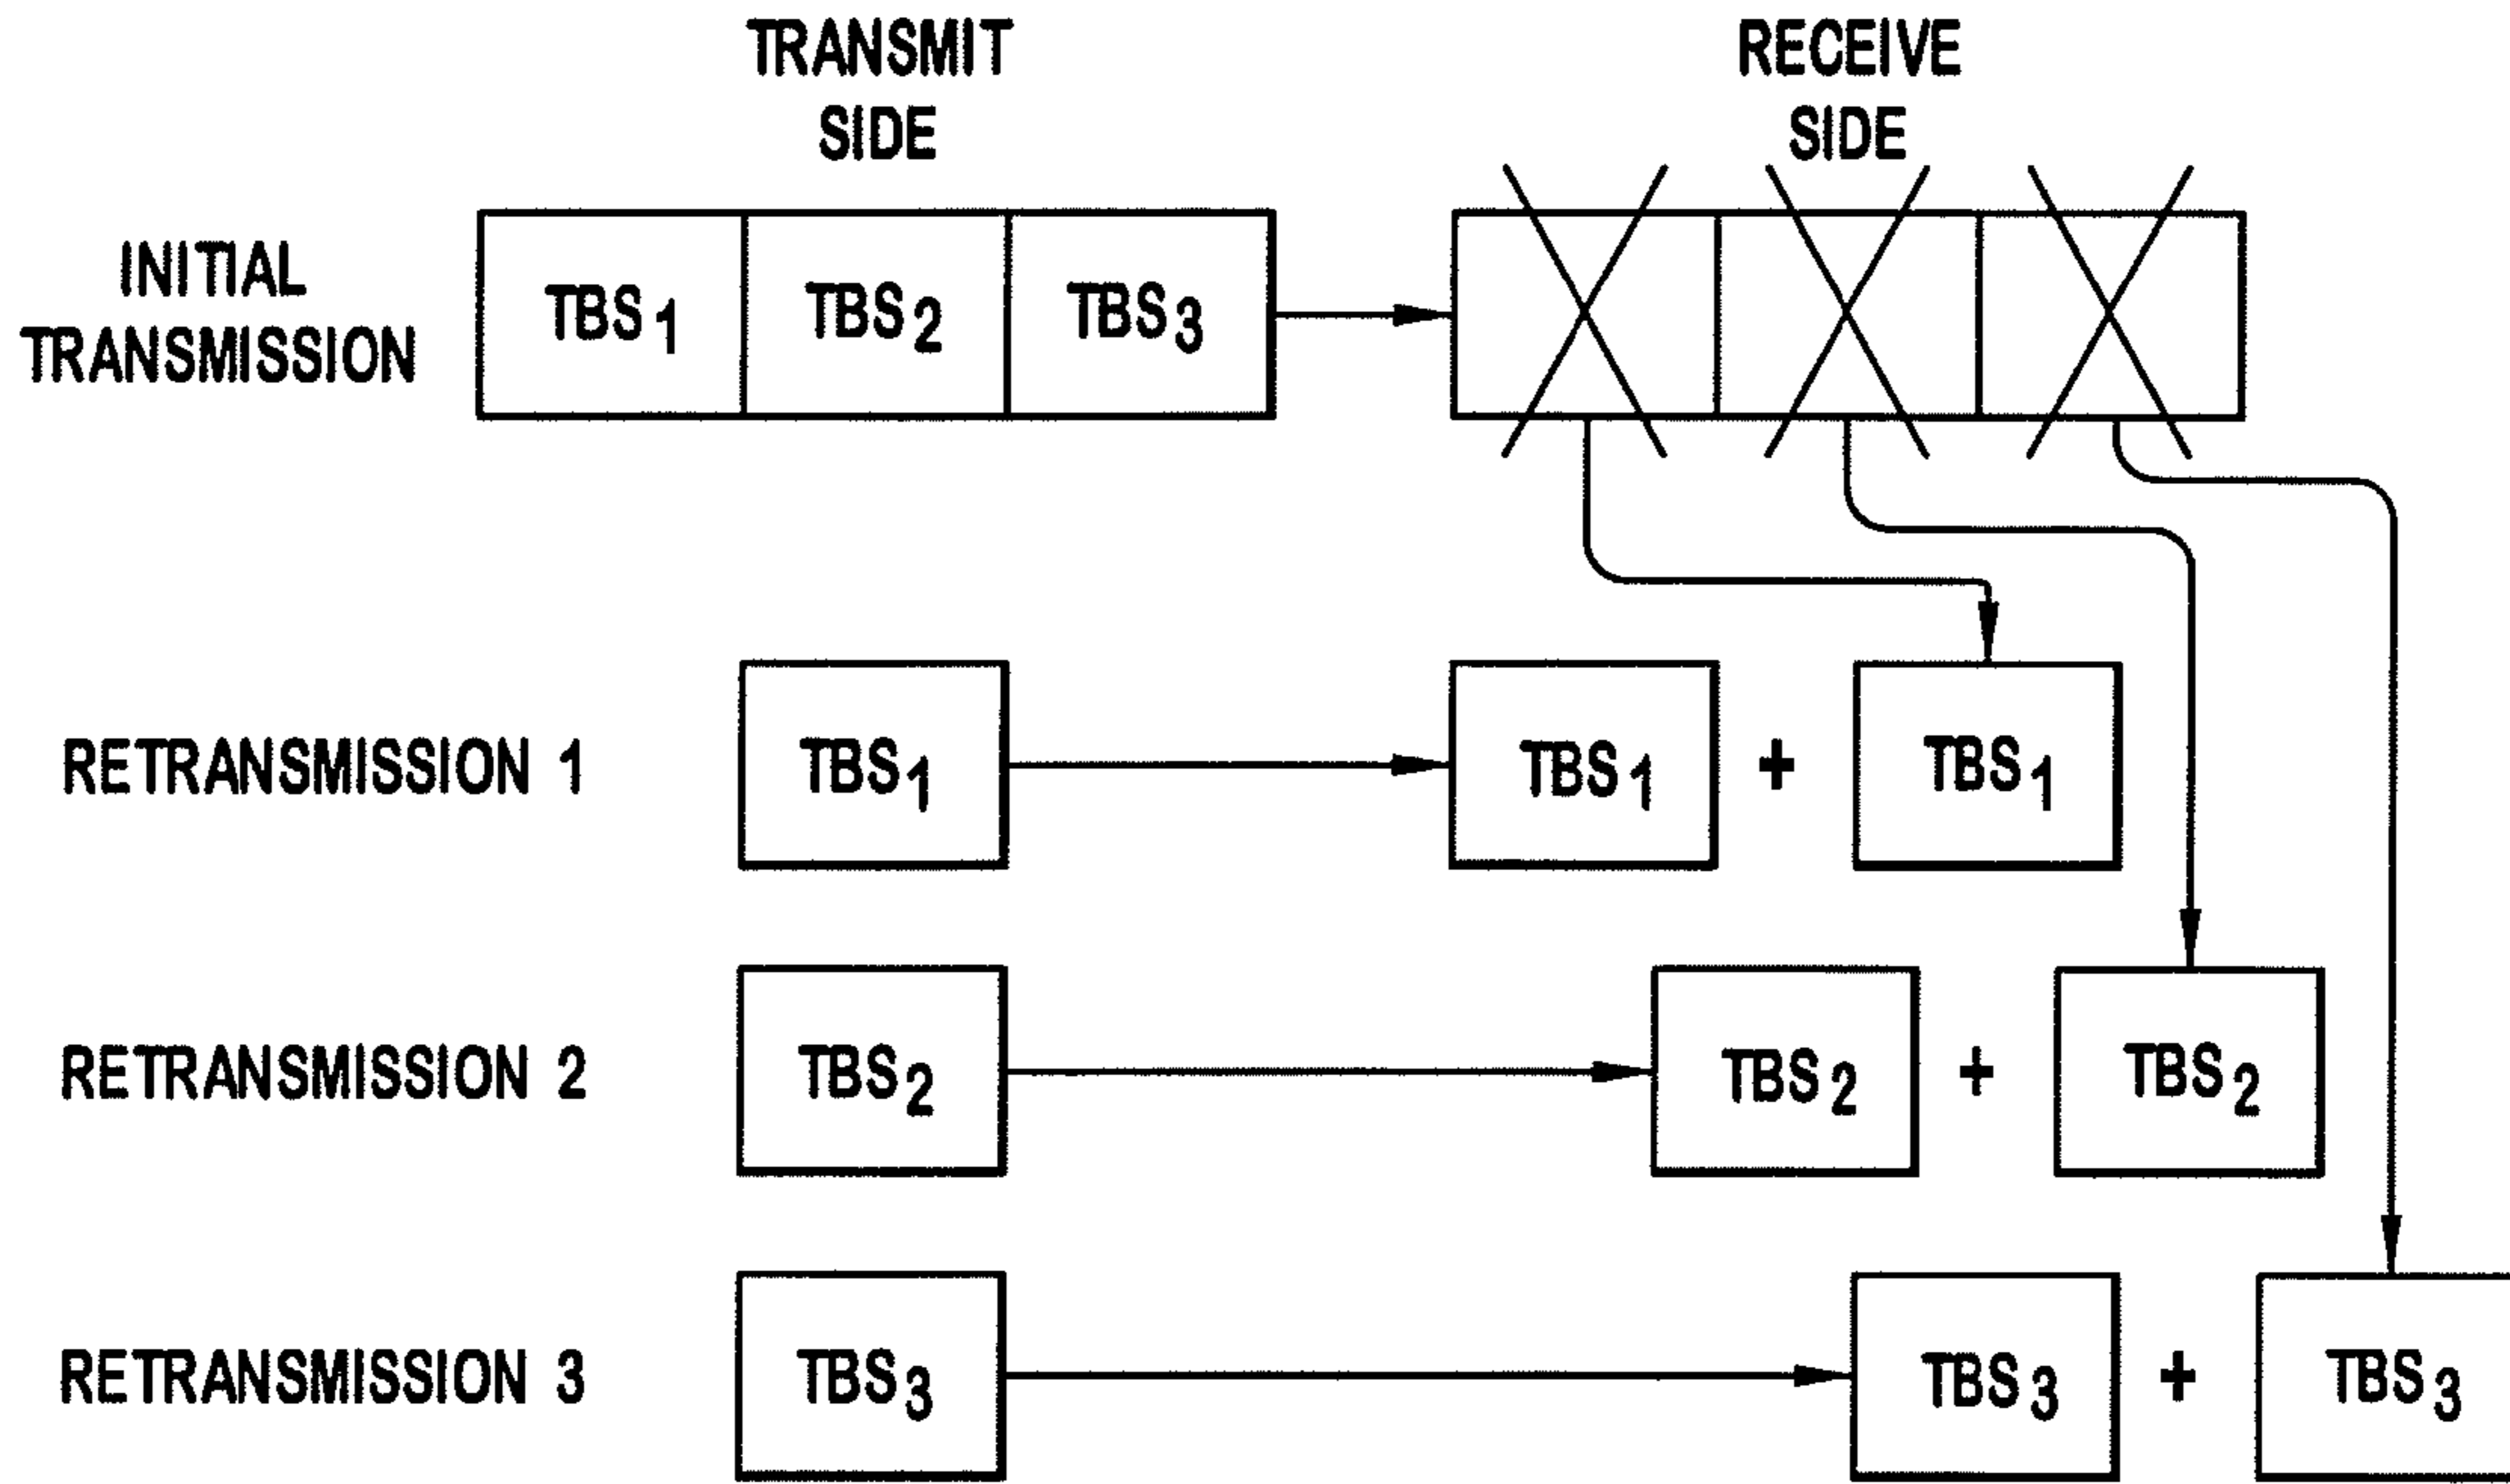 TRANSMIT
SIDE
RECEIVE
SIDE
INITIAL
TRANSMISSION
TBS1 TBS2 TBS3
RETRANSMISSION 1 TBS1 TBS1 + TBS1
RETRANSMISSION 2 TBS2 TBS2 + TBS2
RETRANSMISSION 3 TBS3 TBS3 + TBS3